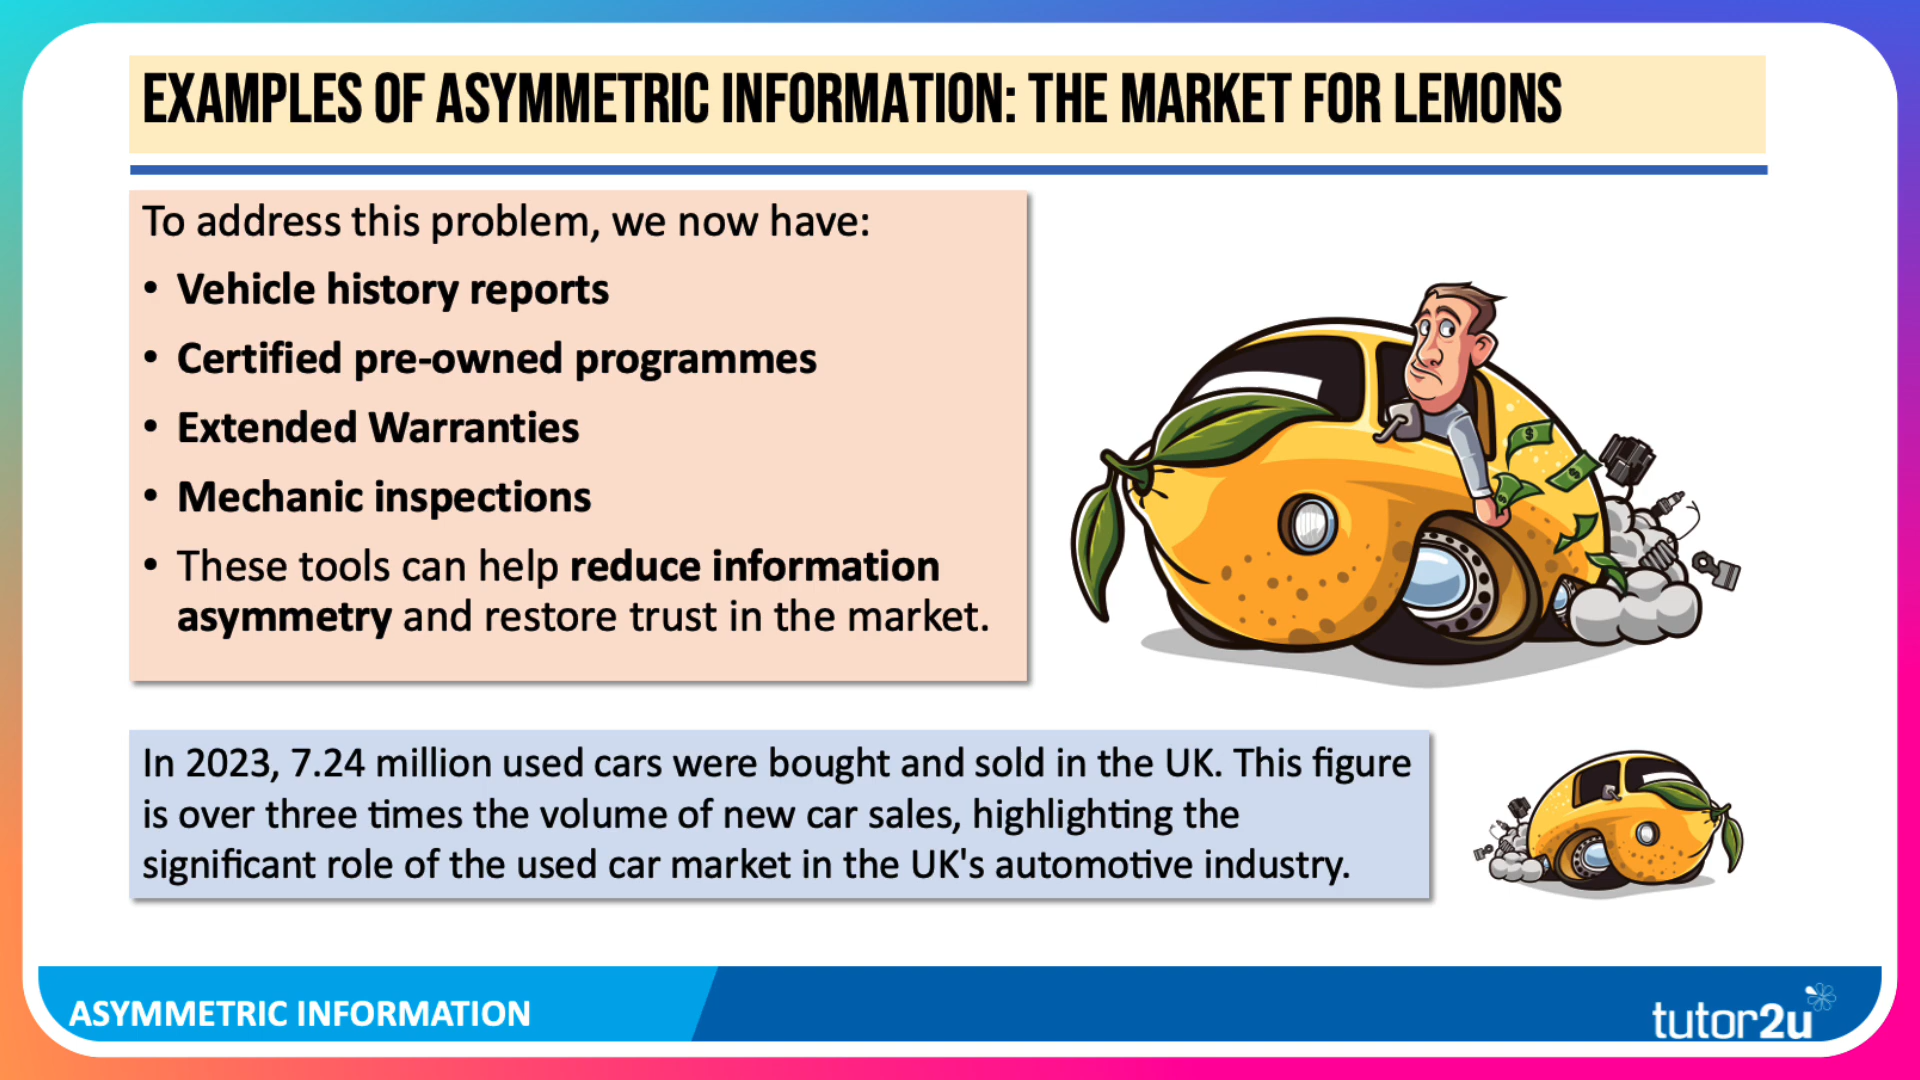 EXAMPLES OF ASYMMETRIC INFORMATION: THE MARKET FOR LEMONS
To address this problem, we now have:
• Vehicle history reports
• Certified pre-owned programmes
• Extended Warranties
• Mechanic inspections
• These tools can help reduce information
asymmetry and restore trust in the market.
In 2023, 7.24 million used cars were bought and sold in the UK. This figure
is over three times the volume of new car sales, highlighting the
significant role of the used car market in the UK's automotive industry.
ASYMMETRIC INFORMATION
tutor2u